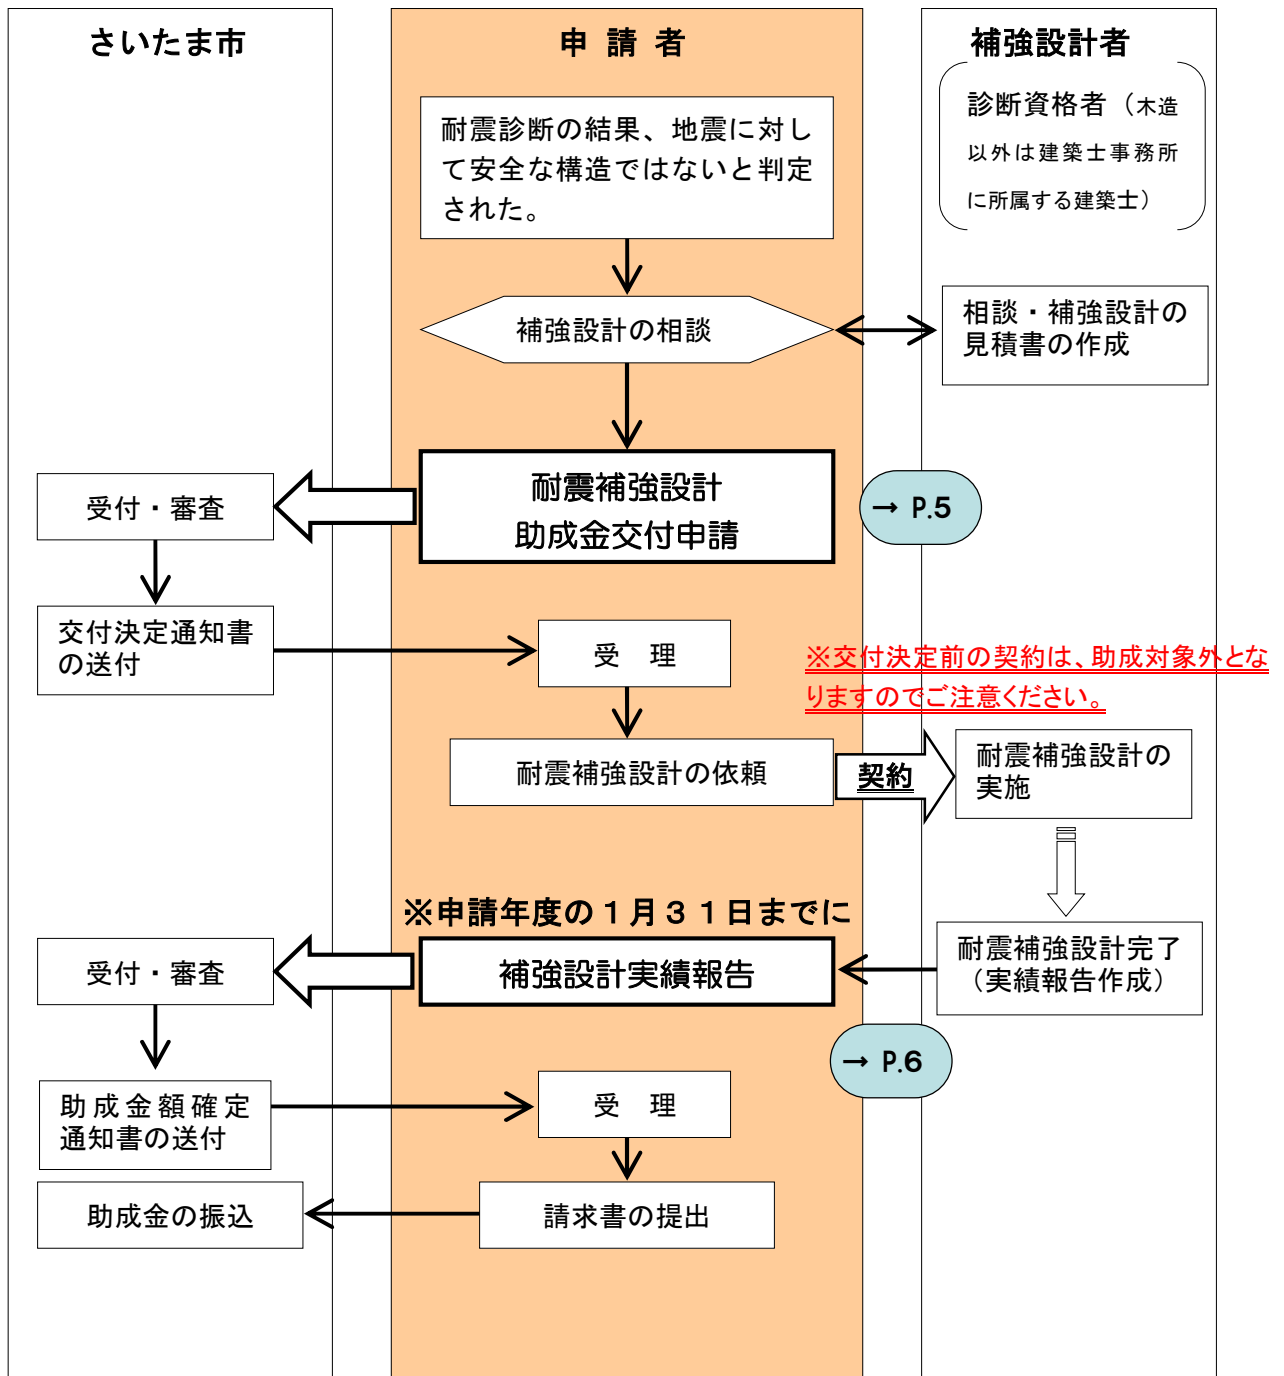 さいたま市
申 請 者
補強設計者
診断資格者（木造
以外は建築士事務所
に所属する建築士）
耐震診断の結果、地震に対し
て安全な構造ではないと判定
された。
補強設計の相談
相談・補強設計の
見積書の作成
耐震補強設計
助成金交付申請
→ P.5
受付・審査
交付決定通知書
の送付
受　理
※交付決定前の契約は、助成対象外とな
りますのでご注意ください。
耐震補強設計の依頼
契約
耐震補強設計の
実施
※申請年度の１月３１日までに
耐震補強設計完了
（実績報告作成）
補強設計実績報告
受付・審査
→ P.6
助成金額確定
通知書の送付
受　理
請求書の提出
助成金の振込